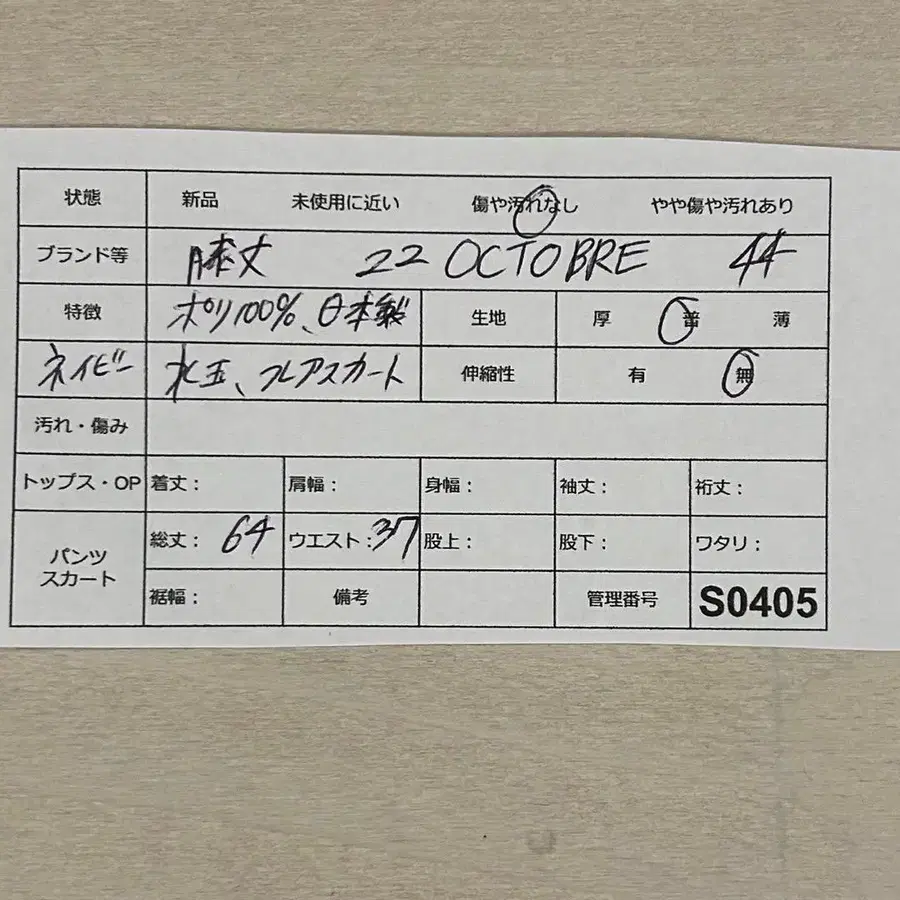 状態 新品 未使用に近い 傷や汚れなし やや傷や汚れあり
ブランド等 膝丈 22 OCTOBRE 44
特徴 ポリ100%、日本製 生地 厚 普 薄
ネイビー 水玉、フレアスカート 伸縮性 有 無
汚れ・傷み
トップス・OP 着丈: 肩幅: 身幅: 袖丈: 裄丈:
パンツ スカート 総丈: 64 ウエスト: 37 股上: 股下: ワタリ:
裾幅: 備考 管理番号 S0405